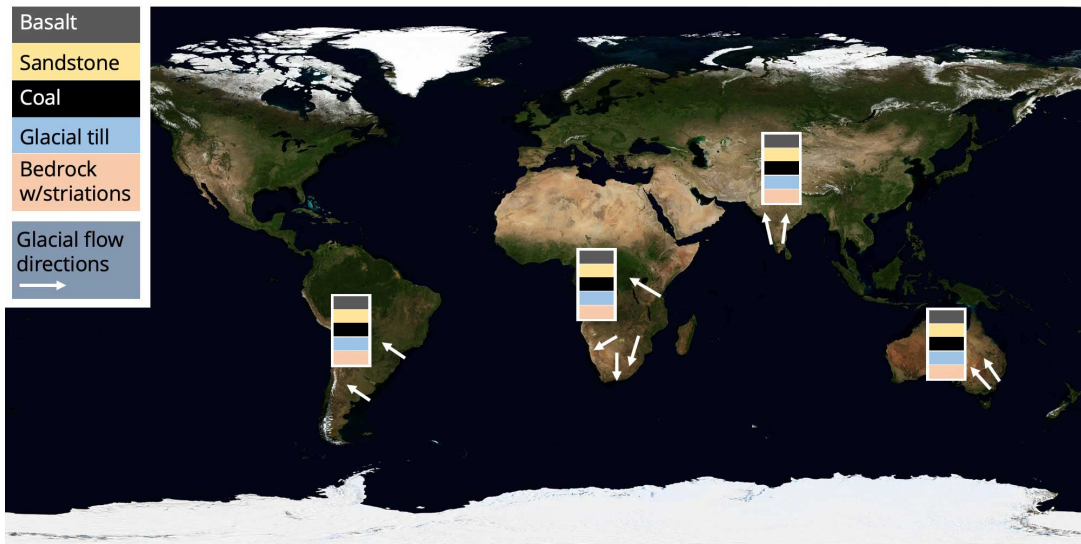 Basalt
Sandstone
Coal
Glacial till
Bedrock
w/striations
Glacial flow
directions